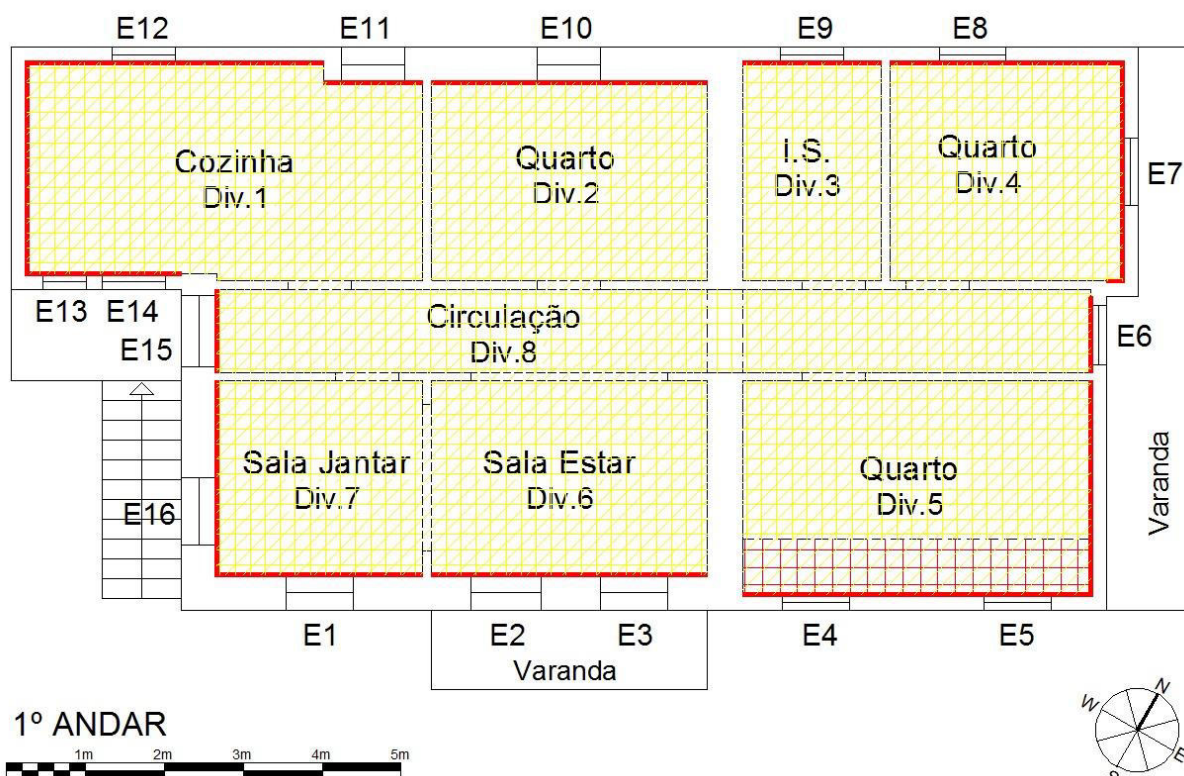 E12 E11 E10 E9 E8
Cozinha
Div.1
Quarto
Div.2
I.S.
Div.3
Quarto
Div.4
E7
E13 E14
E15
Circulação
Div.8
E6
Sala Jantar
Div.7
Sala Estar
Div.6
Quarto
Div.5
E16
Varanda
E1 E2 E3 E4 E5
Varanda
1º ANDAR
1m 2m 3m 4m 5m
N
W
E
S